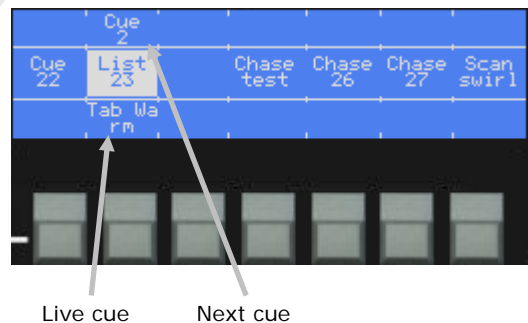 Cue
2
Cue List Chase Chase Chase Scan
22 23 test 26 27 swirl
Tab Wa
rm
Live cue Next cue